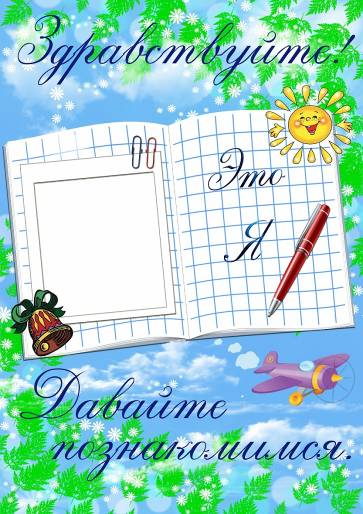 Здравствуйте!
Это
Я
Давайте
познакомимся.